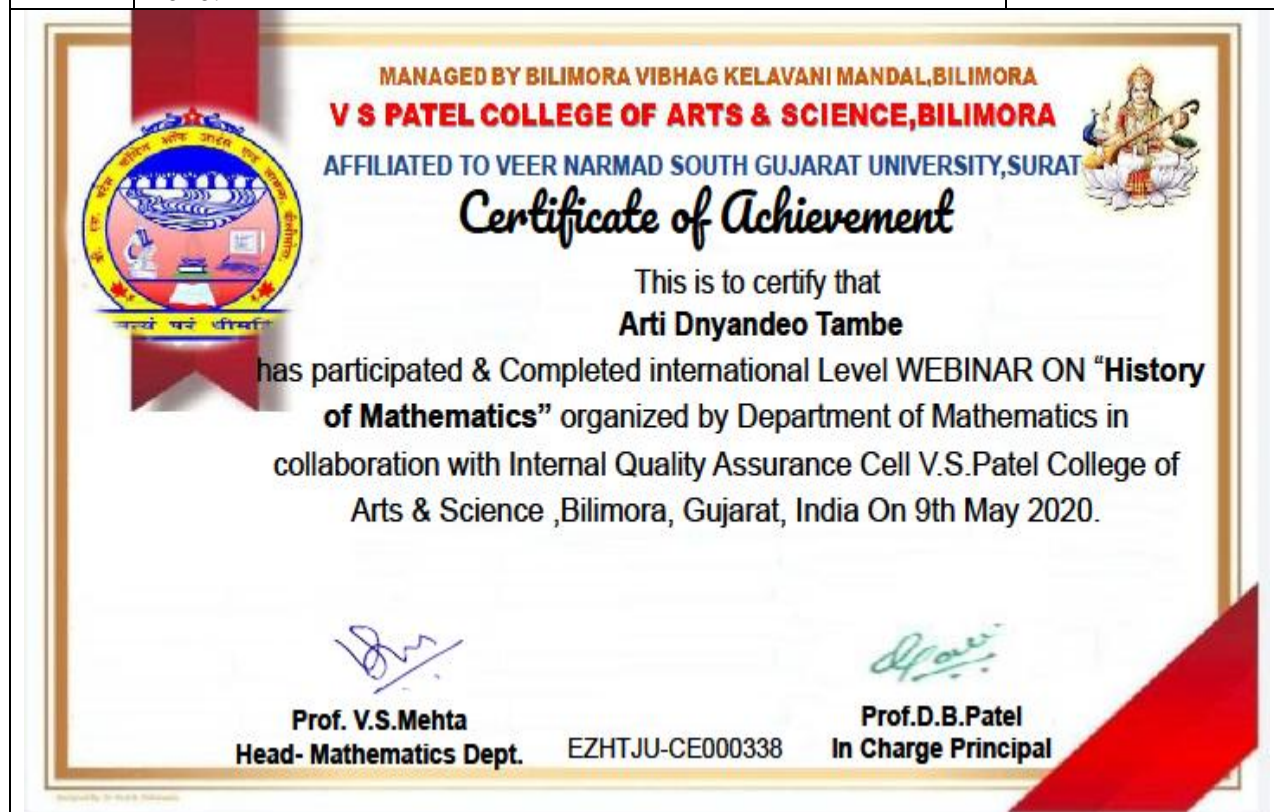 MANAGED BY BILIMORA VIBHAG KELAVANI MANDAL,BILIMORA
V S PATEL COLLEGE OF ARTS & SCIENCE,BILIMORA
AFFILIATED TO VEER NARMAD SOUTH GUJARAT UNIVERSITY,SURAT
Certificate of Achievement
This is to certify that
Arti Dnyandeo Tambe
has participated & Completed international Level WEBINAR ON “History
of Mathematics” organized by Department of Mathematics in
collaboration with Internal Quality Assurance Cell V.S.Patel College of
Arts & Science ,Bilimora, Gujarat, India On 9th May 2020.
Prof. V.S.Mehta
Head- Mathematics Dept.
EZHTJU-CE000338
Prof.D.B.Patel
In Charge Principal